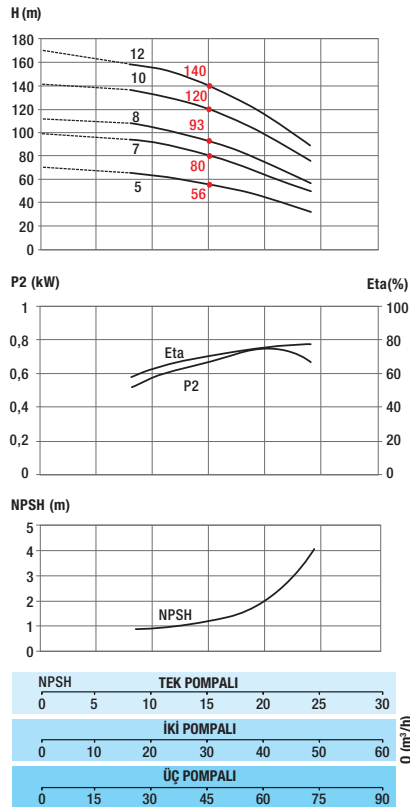 H (m)
180
160
140
120
100
80
60
40
20
0
12
10
8
7
5
140
120
93
80
56
P2 (kW)
Eta(%)
1
0,8
0,6
0,4
0,2
0
100
80
60
40
20
0
Eta
P2
NPSH (m)
5
4
3
2
1
0
NPSH
NPSH TEK POMPALI
0 5 10 15 20 25 30
İKİ POMPALI
0 10 20 30 40 50 60
ÜÇ POMPALI
0 15 30 45 60 75 90
Q (m³/h)